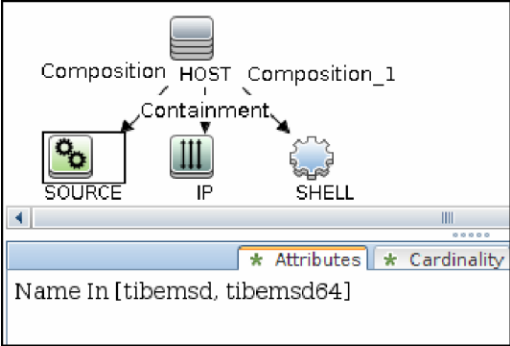 Composition HOST Composition_1
Containment
SOURCE IP SHELL
Attributes Cardinality
Name In [tibemsd, tibemsd64]